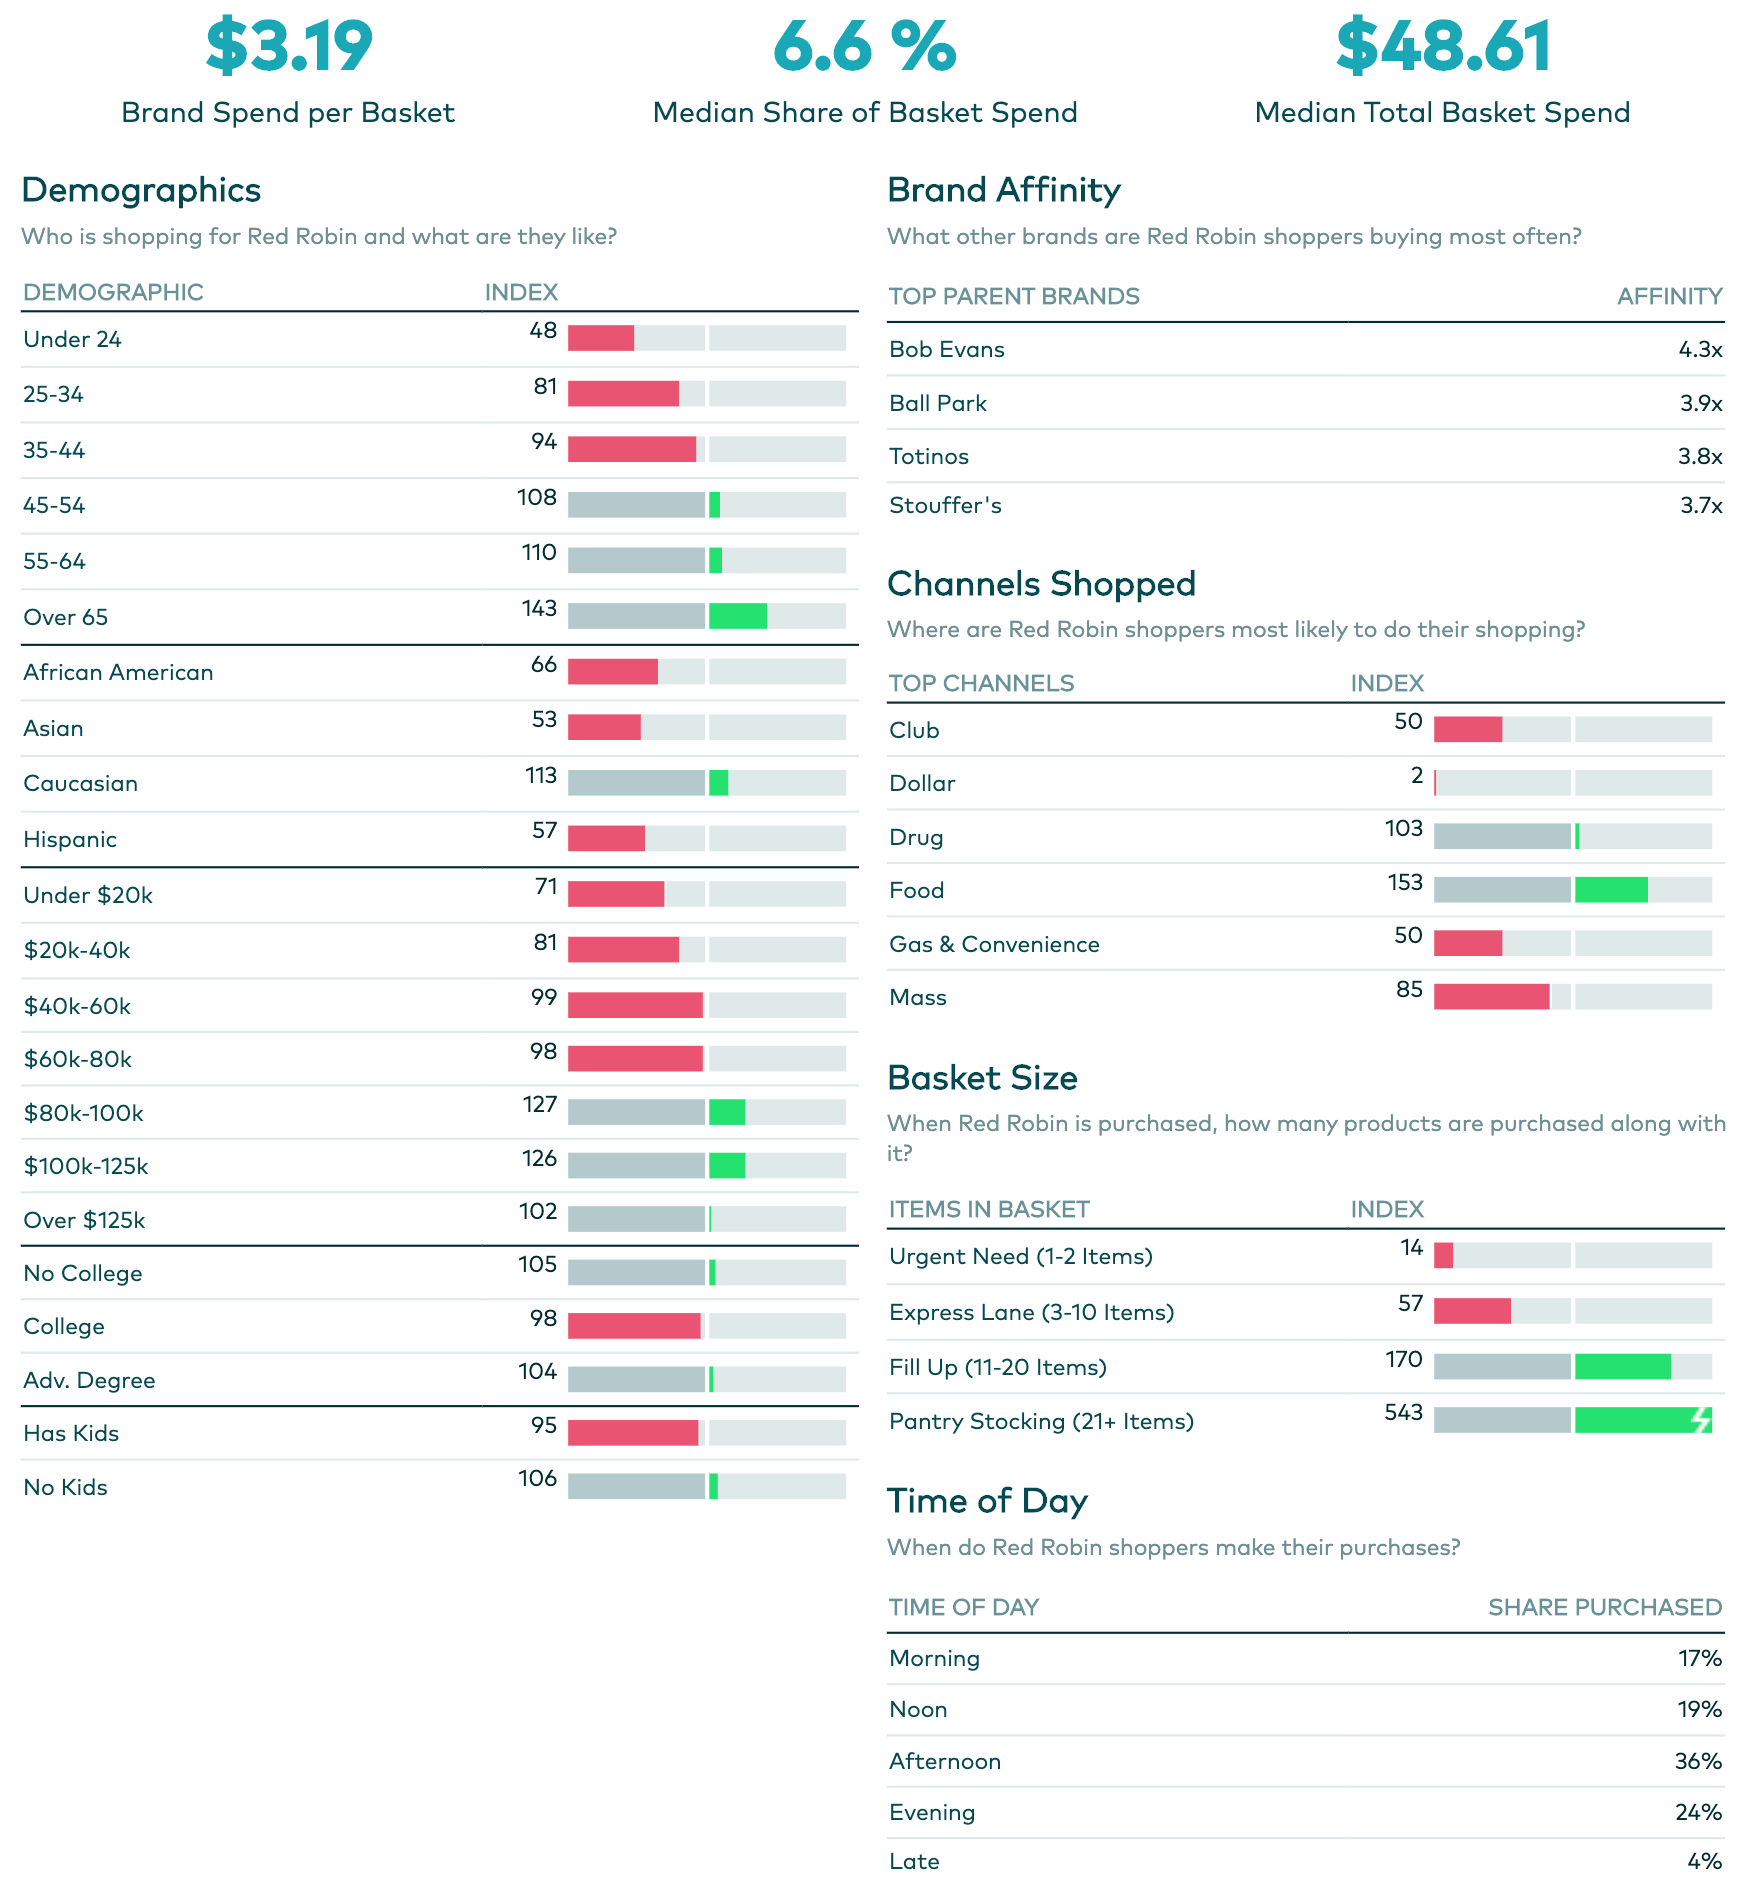 $3.19
Brand Spend per Basket
6.6 %
Median Share of Basket Spend
$48.61
Median Total Basket Spend
Demographics
Who is shopping for Red Robin and what are they like?
DEMOGRAPHIC INDEX
Under 24 48
25-34 81
35-44 94
45-54 108
55-64 110
Over 65 143
African American 66
Asian 53
Caucasian 113
Hispanic 57
Under $20k 71
$20k-40k 81
$40k-60k 99
$60k-80k 98
$80k-100k 127
$100k-125k 126
Over $125k 102
No College 105
College 98
Adv. Degree 104
Has Kids 95
No Kids 106
Brand Affinity
What other brands are Red Robin shoppers buying most often?
TOP PARENT BRANDS AFFINITY
Bob Evans 4.3x
Ball Park 3.9x
Totinos 3.8x
Stouffer's 3.7x
Channels Shopped
Where are Red Robin shoppers most likely to do their shopping?
TOP CHANNELS INDEX
Club 50
Dollar 2
Drug 103
Food 153
Gas & Convenience 50
Mass 85
Basket Size
When Red Robin is purchased, how many products are purchased along with
it?
ITEMS IN BASKET INDEX
Urgent Need (1-2 Items) 14
Express Lane (3-10 Items) 57
Fill Up (11-20 Items) 170
Pantry Stocking (21+ Items) 543
Time of Day
When do Red Robin shoppers make their purchases?
TIME OF DAY SHARE PURCHASED
Morning 17%
Noon 19%
Afternoon 36%
Evening 24%
Late 4%